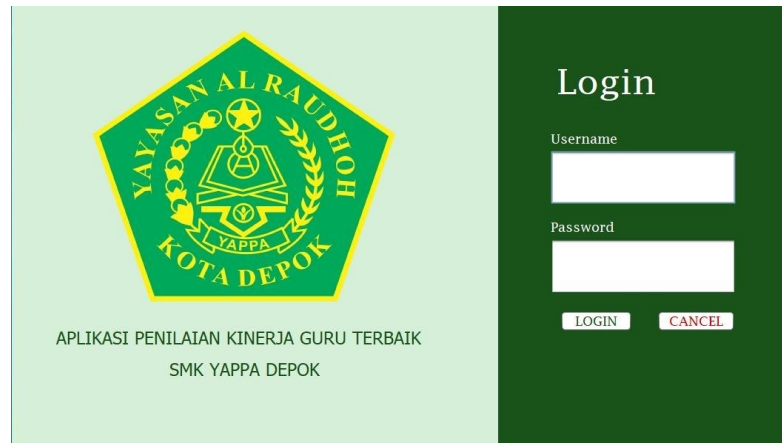 YAYASAN AL RAUDHOH
YAPPA
KOTA DEPOK
APLIKASI PENILAIAN KINERJA GURU TERBAIK
SMK YAPPA DEPOK
Login
Username
Password
LOGIN
CANCEL